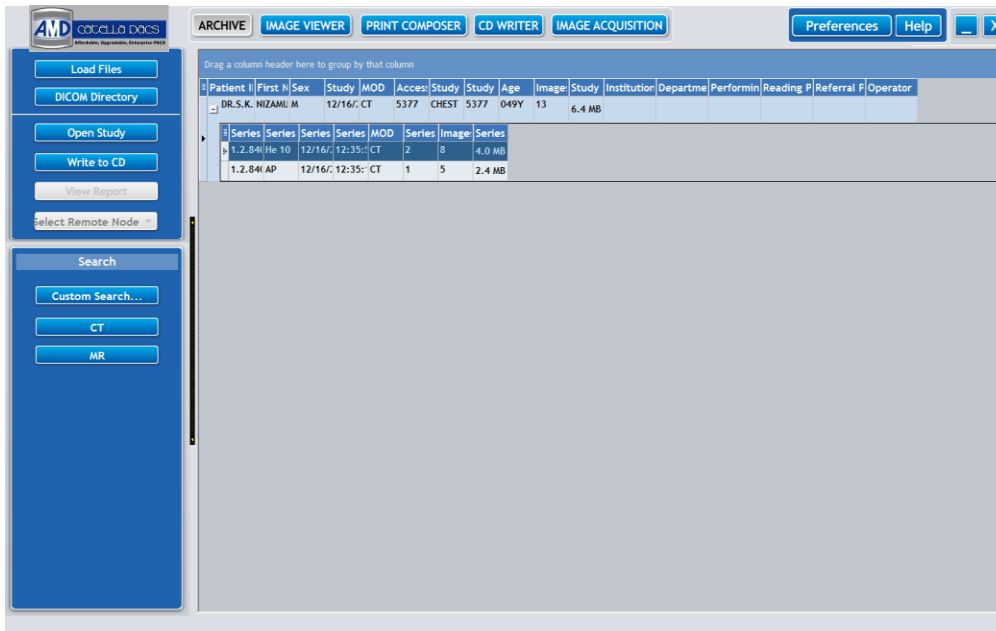 AMD catella pacs
Affordable, Upgradable, Enterprise PACS
ARCHIVE IMAGE VIEWER PRINT COMPOSER CD WRITER IMAGE ACQUISITION Preferences Help _ X
Load Files
DICOM Directory
Open Study
Write to CD
View Report
Select Remote Node
Search
Custom Search...
CT
MR
Drag a column header here to group by that column
Patient I First N Sex Study MOD Acces Study Study Age Image Study Institution Departme Performin Reading P Referral P Operator
DR.S.K. NIZAMU M 12/16/ CT 5377 CHEST 5377 049Y 13 6.4 MB
Series Series Series Series MOD Series Image Series
1.2.84 He 10 12/16/ 12:35: CT 2 8 4.0 MB
1.2.84 AP 12/16/ 12:35: CT 1 5 2.4 MB